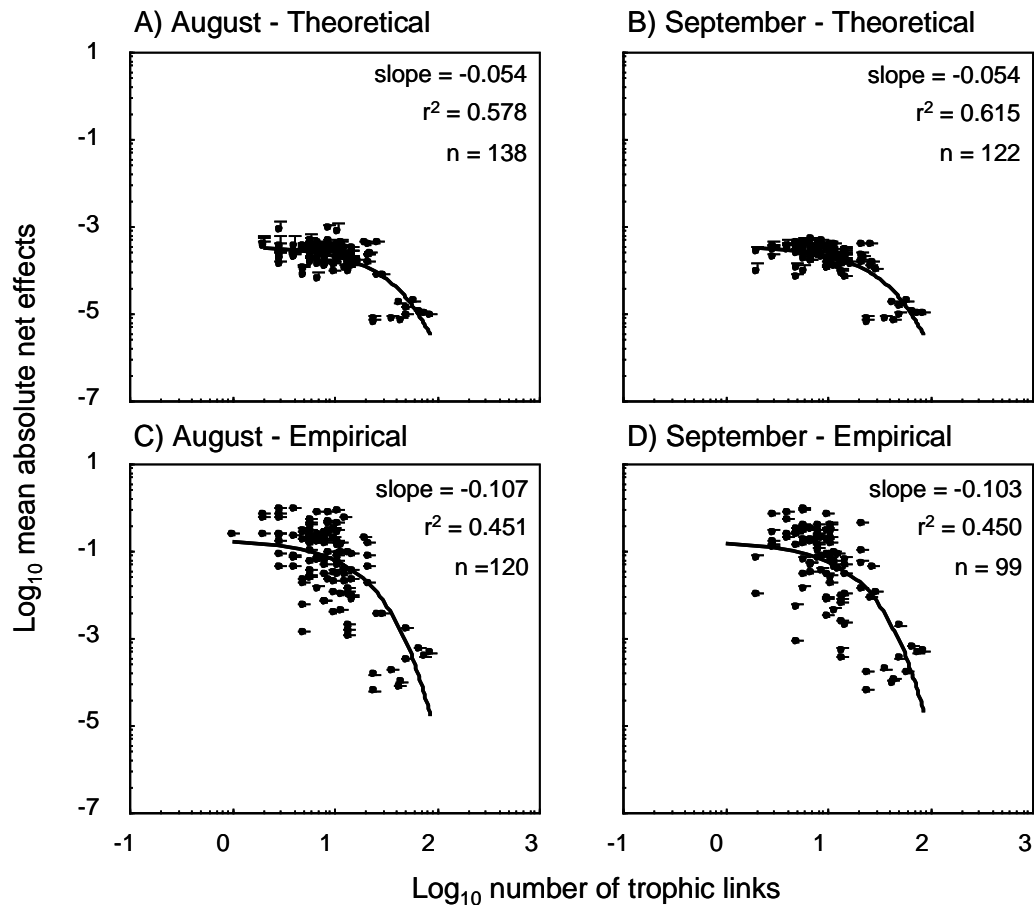 A) August - Theoretical
B) September - Theoretical
1
slope = -0.054
r² = 0.578
n = 138
slope = -0.054
r² = 0.615
n = 122
-1
-3
-5
-7
C) August - Empirical
D) September - Empirical
1
slope = -0.107
r² = 0.451
n =120
slope = -0.103
r² = 0.450
n = 99
-1
-3
-5
-7
-1 0 1 2 3
-1 0 1 2 3
Log₁₀ mean absolute net effects
Log₁₀ number of trophic links